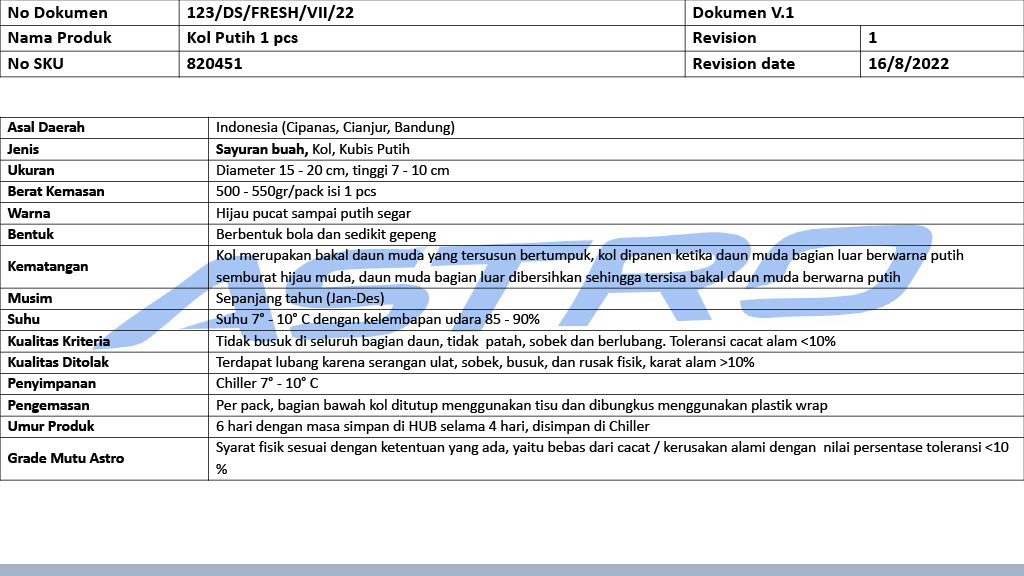 No Dokumen 123/DS/FRESH/VII/22 Dokumen V.1
Nama Produk Kol Putih 1 pcs Revision 1
No SKU 820451 Revision date 16/8/2022
Asal Daerah Indonesia (Cipanas, Cianjur, Bandung)
Jenis Sayuran buah, Kol, Kubis Putih
Ukuran Diameter 15 - 20 cm, tinggi 7 - 10 cm
Berat Kemasan 500 - 550gr/pack isi 1 pcs
Warna Hijau pucat sampai putih segar
Bentuk Berbentuk bola dan sedikit gepeng
Kematangan Kol merupakan bakal daun muda yang tersusun bertumpuk, kol dipanen ketika daun muda bagian luar berwarna putih
semburat hijau muda, daun muda bagian luar dibersihkan sehingga tersisa bakal daun muda berwarna putih
Musim Sepanjang tahun (Jan-Des)
Suhu Suhu 7° - 10° C dengan kelembapan udara 85 - 90%
Kualitas Kriteria Tidak busuk di seluruh bagian daun, tidak  patah, sobek dan berlubang. Toleransi cacat alam <10%
Kualitas Ditolak Terdapat lubang karena serangan ulat, sobek, busuk, dan rusak fisik, karat alam >10%
Penyimpanan Chiller 7° - 10° C
Pengemasan Per pack, bagian bawah kol ditutup menggunakan tisu dan dibungkus menggunakan plastik wrap
Umur Produk 6 hari dengan masa simpan di HUB selama 4 hari, disimpan di Chiller
Grade Mutu Astro Syarat fisik sesuai dengan ketentuan yang ada, yaitu bebas dari cacat / kerusakan alami dengan  nilai persentase toleransi <10
%
ASTRO